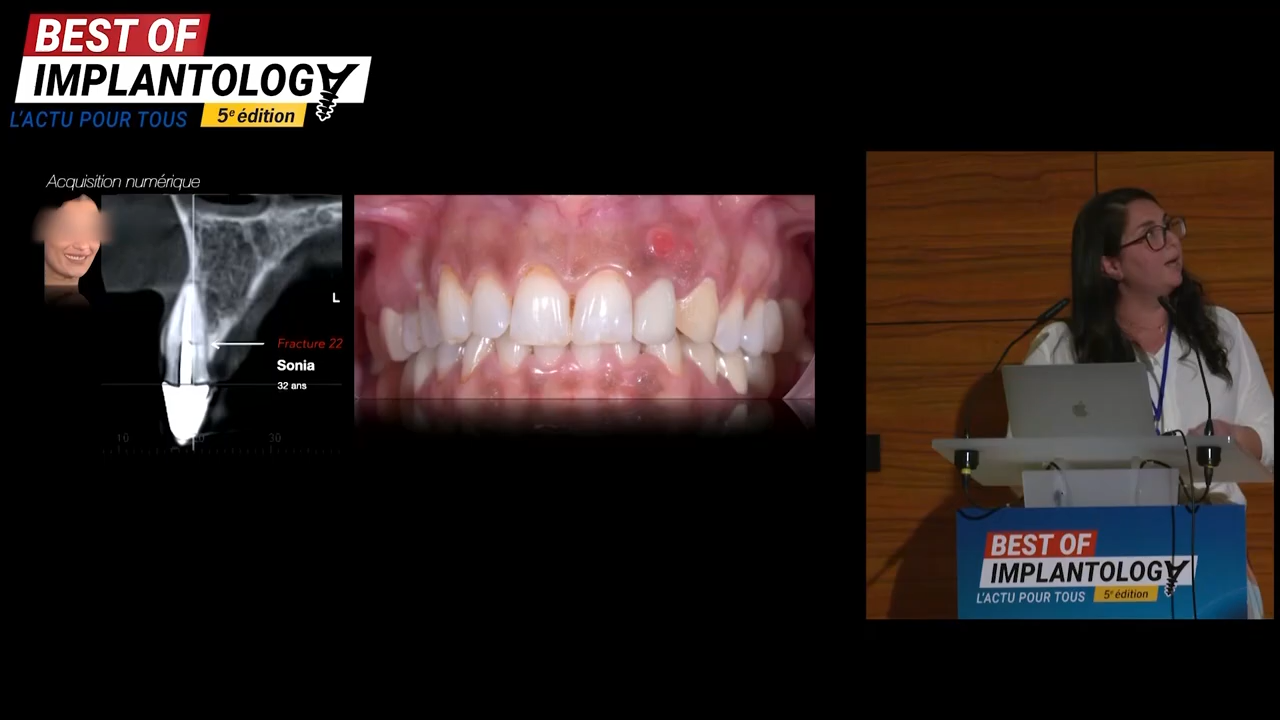 BEST OF
IMPLANTOLOGY
L'ACTU POUR TOUS
5e édition
Acquisition numérique
L
Fracture 22
Sonia
32 ans
10
30
BEST OF
IMPLANTOLOGY
L'ACTU POUR TOUS
5e édition